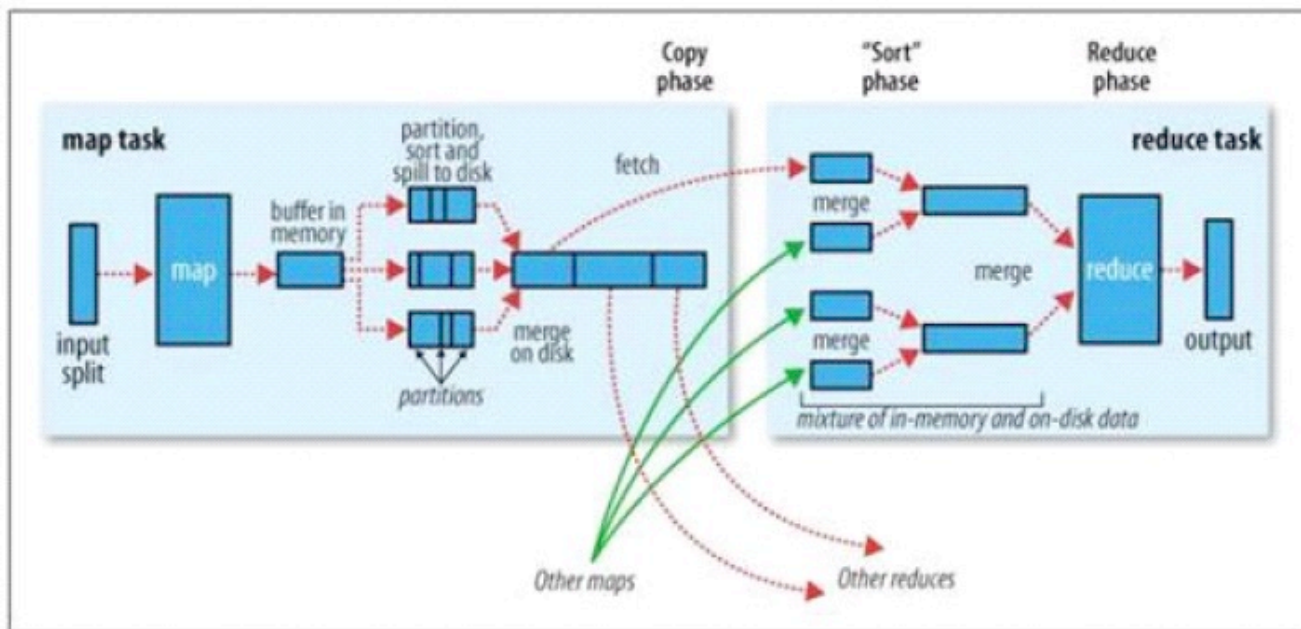 Copy
phase
"Sort"
phase
Reduce
phase
map task
partition,
sort and
spill to disk
fetch
reduce task
buffer in
memory
merge
map
merge
reduce
input
split
merge
on disk
merge
output
partitions
mixture of in-memory and on-disk data
Other maps
Other reduces